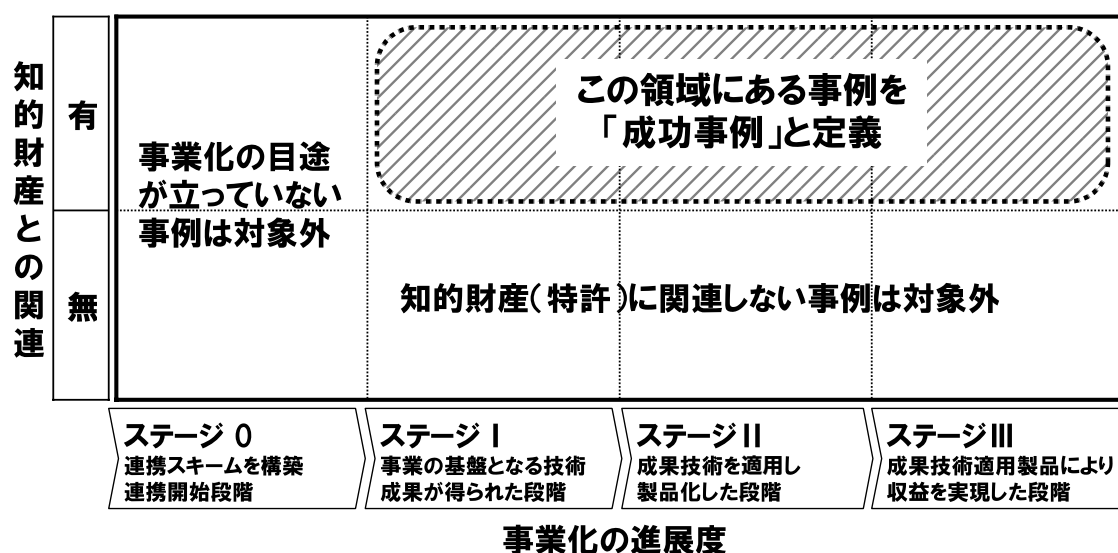 知的財産との関連
有
無
事業化の目途
が立っていない
事例は対象外
この領域にある事例を
「成功事例」と定義
知的財産(特許)に関連しない事例は対象外
ステージ 0
連携スキームを構築
連携開始段階
ステージ I
事業の基盤となる技術
成果が得られた段階
ステージ II
成果技術を適用し
製品化した段階
ステージ III
成果技術適用製品により
収益を実現した段階
事業化の進展度